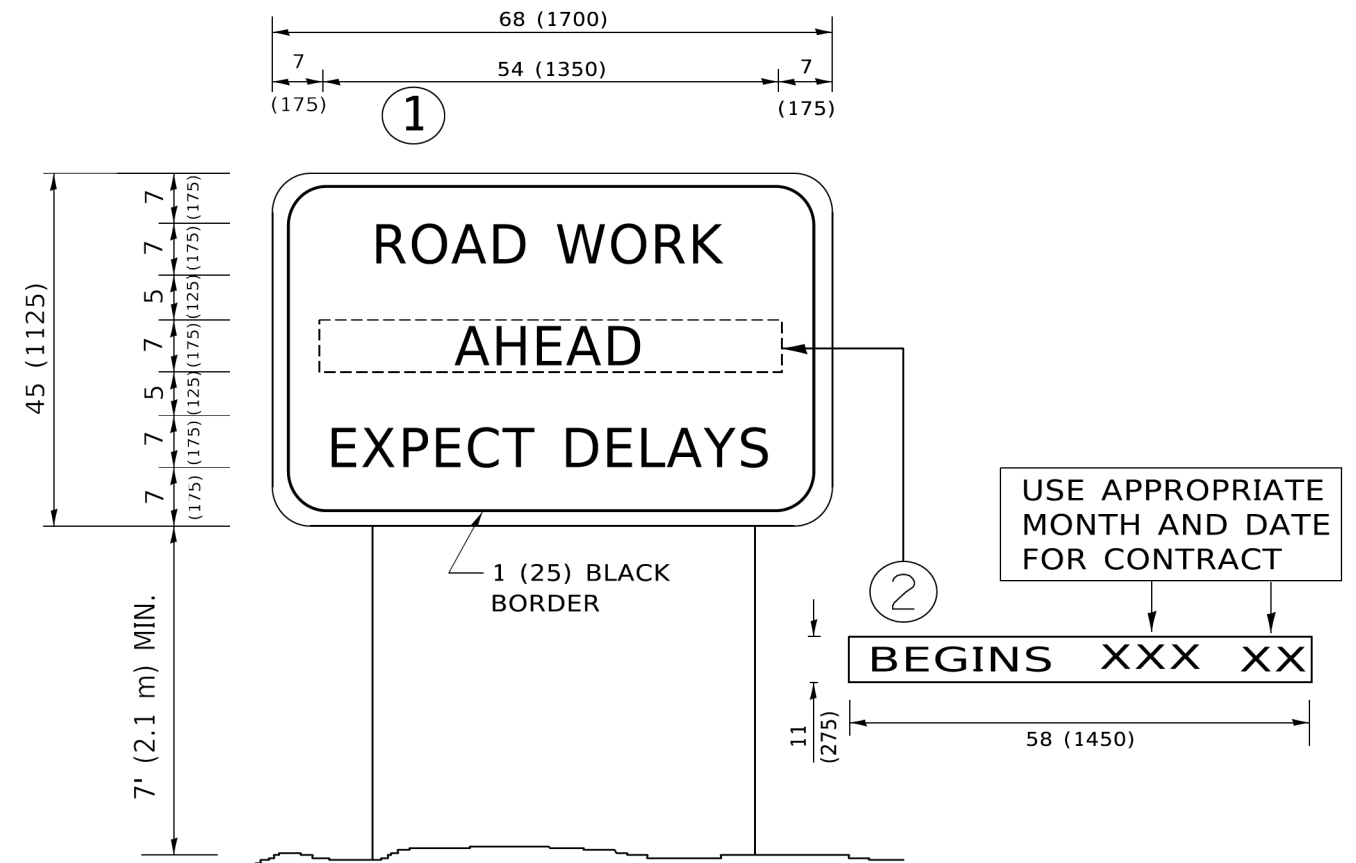 68 (1700)
7 54 (1350) 7
(175) (175)
1
45 (1125)
7 (175)
7 (175)
5 (125)
7 (175)
5 (125)
7 (175)
7 (175)
ROAD WORK
AHEAD
EXPECT DELAYS
1 (25) BLACK
BORDER
7' (2.1 m) MIN.
2
USE APPROPRIATE
MONTH AND DATE
FOR CONTRACT
BEGINS XXX XX
11
(275)
58 (1450)